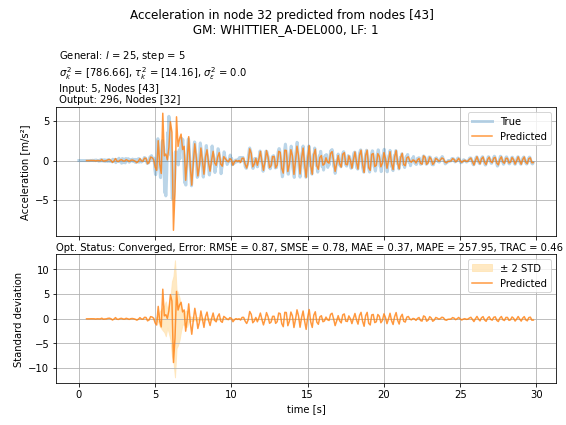 Acceleration in node 32 predicted from nodes [43]
GM: WHITTIER_A-DEL000, LF: 1
General: l = 25, step = 5
σ²ₖ = [786.66], τ²ₖ = [14.16], σ²ε = 0.0
Input: 5, Nodes [43]
Output: 296, Nodes [32]
Acceleration [m/s²]
5
0
−5
True
Predicted
Opt. Status: Converged, Error: RMSE = 0.87, SMSE = 0.78, MAE = 0.37, MAPE = 257.95, TRAC = 0.46
Standard deviation
10
5
0
−5
−10
± 2 STD
Predicted
0 5 10 15 20 25 30
time [s]